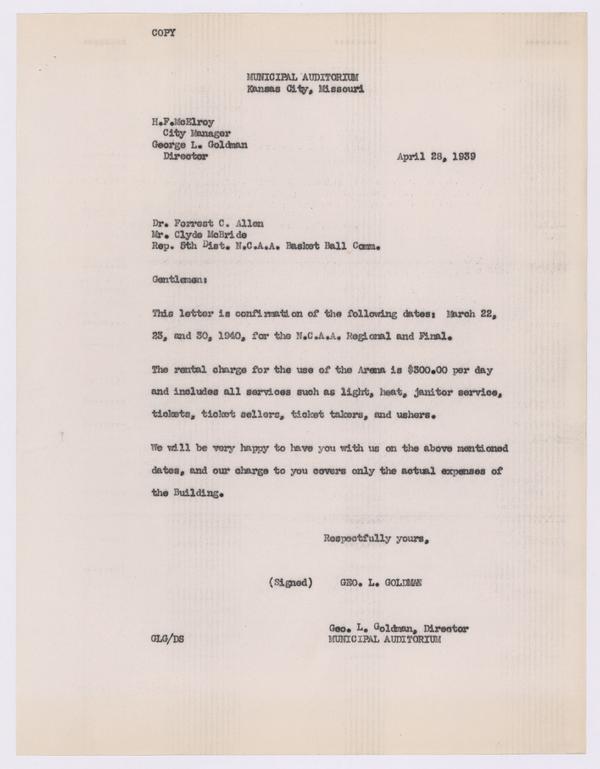 COPY
MUNICIPAL AUDITORIUM
Kansas City, Missouri
H.F.McElroy
City Manager
George L. Goldman
Director
April 28, 1939
Dr. Forrest C. Allen
Mr. Clyde McBride
Rep. 5th Dist. N.C.A.A. Basket Ball Comm.
Gentlemen:
This letter is confirmation of the following dates: March 22,
23, and 30, 1940, for the N.C.A.A. Regional and Final.
The rental charge for the use of the Arena is $300.00 per day
and includes all services such as light, heat, janitor service,
tickets, ticket sellers, ticket takers, and ushers.
We will be very happy to have you with us on the above mentioned
dates, and our charge to you covers only the actual expenses of
the Building.
Respectfully yours,
(Signed) GEO. L. GOLDMAN
Geo. L. Goldman, Director
GLG/DS MUNICIPAL AUDITORIUM